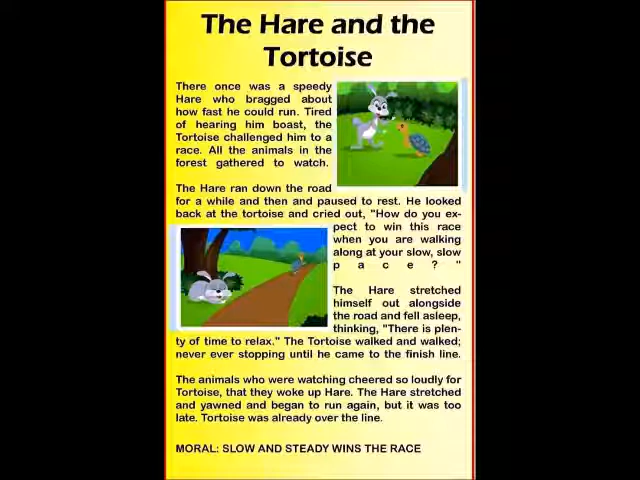 The Hare and the
Tortoise
There once was a speedy
Hare who bragged about
how fast he could run. Tired
of hearing him boast, the
Tortoise challenged him to a
race. All the animals in the
forest gathered to watch.
The Hare ran down the road
for a while and then and paused to rest. He looked
back at the tortoise and cried out, "How do you ex-
pect to win this race
when you are walking
along at your slow, slow
p a c e ? "
The Hare stretched
himself out alongside
the road and fell asleep,
thinking, "There is plen-
ty of time to relax." The Tortoise walked and walked;
never ever stopping until he came to the finish line.
The animals who were watching cheered so loudly for
Tortoise, that they woke up Hare. The Hare stretched
and yawned and began to run again, but it was too
late. Tortoise was already over the line.
MORAL: SLOW AND STEADY WINS THE RACE